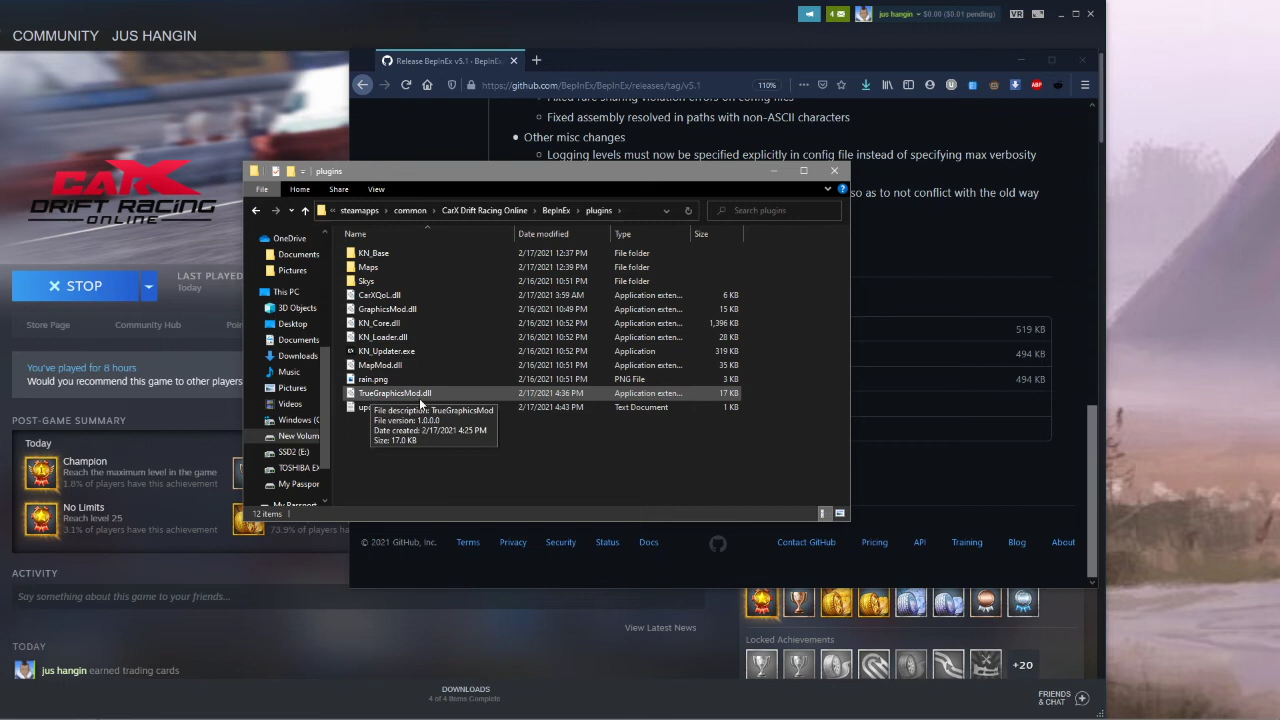 4
jus hangin
$0.00 ($0.01 pending)
VR
COMMUNITY
JUS HANGIN
Release BepInEx v5.1 · BepInEx
https://github.com/BepInEx/BepInEx/releases/tag/v5.1
110%
ABP
Fixed assembly resolved in paths with non-ASCII characters
Other misc changes
Logging levels must now be specified explicitly in config file instead of specifying max verbosity
so as to not conflict with the old way
CARX
DRIFT RACING
ONLINE
STOP
LAST PLAYED
Today
Store Page
Community Hub
You've played for 8 hours
Would you recommend this game to other players
POST-GAME SUMMARY
Today
Champion
Reach the maximum level in the game
1.8% of players have this achievement
No Limits
Reach level 25
3.1% of players have this achievement
73.9% of players ha
plugins
File
Home
Share
View
steamapps
common
CarX Drift Racing Online
BepInEx
plugins
Search plugins
Name
Date modified
Type
Size
OneDrive
Documents
Pictures
This PC
3D Objects
Desktop
Documents
Downloads
Music
Pictures
Videos
Windows (C
New Volum
SSD2 (E:)
TOSHIBA EX
My Passpor
KN_Base 2/17/2021 12:37 PM File folder
Maps 2/17/2021 12:39 PM File folder
Skys 2/16/2021 10:51 PM File folder
CarXQoL.dll 2/17/2021 3:59 AM Application exten... 6 KB
GraphicsMod.dll 2/16/2021 10:49 PM Application exten... 15 KB
KN_Core.dll 2/16/2021 10:52 PM Application exten... 1,396 KB
KN_Loader.dll 2/16/2021 10:52 PM Application exten... 28 KB
KN_Updater.exe 2/16/2021 10:52 PM Application 319 KB
MapMod.dll 2/16/2021 10:51 PM Application exten... 35 KB
rain.png 2/16/2021 10:51 PM PNG File 3 KB
TrueGraphicsMod.dll 2/17/2021 4:36 PM Application exten... 17 KB
2/17/2021 4:43 PM Text Document 1 KB
File description: TrueGraphicsMod
File version: 1.0.0.0
Date created: 2/17/2021 4:25 PM
Size: 17.0 KB
12 items
519 KB
494 KB
494 KB
© 2021 GitHub, Inc.
Terms
Privacy
Security
Status
Docs
Contact GitHub
Pricing
API
Training
Blog
About
ACTIVITY
Say something about this game to your friends...
View Latest News
TODAY
jus hangin earned trading cards
Locked Achievements
+20
DOWNLOADS
4 of 4 Items Complete
FRIENDS
& CHAT